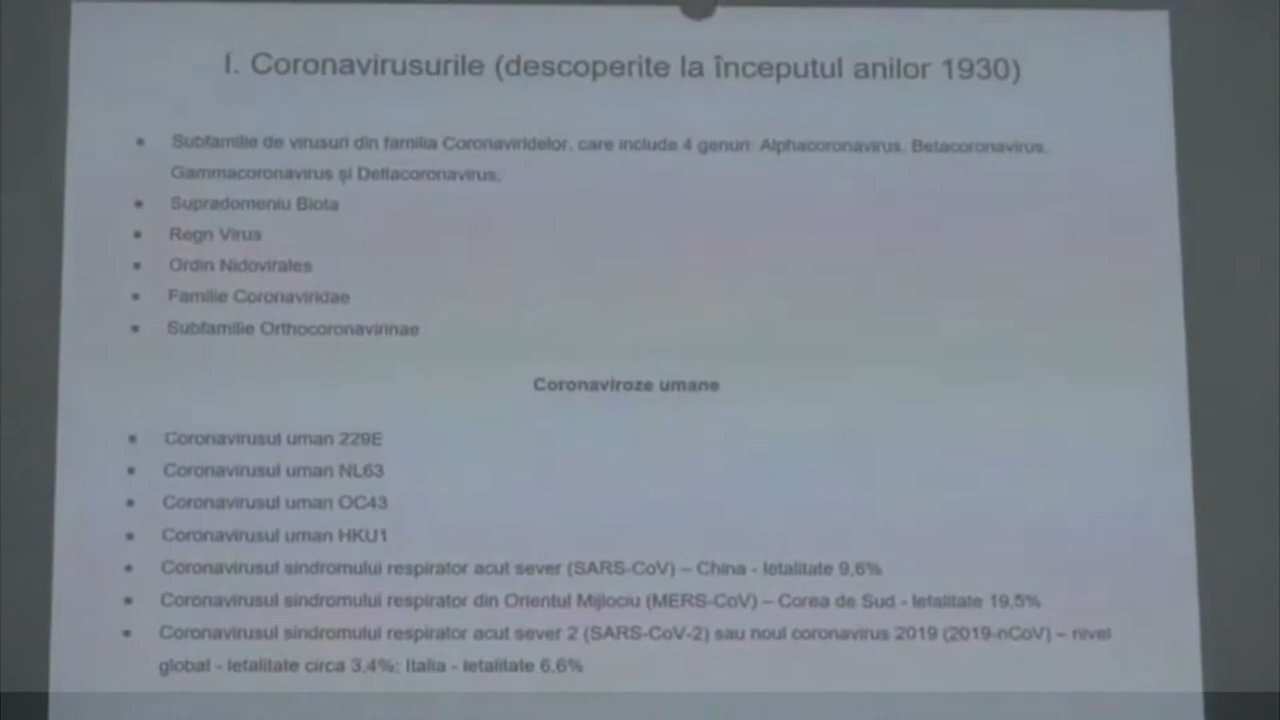 I. Coronavirusurile (descoperite la începutul anilor 1930)
• Subfamilie de virusuri din familia Coronaviridelor, care include 4 genuri: Alphacoronavirus, Betacoronavirus,
Gammacoronavirus și Deltacoronavirus.
• Supradomeniu Biota
• Regn Virus
• Ordin Nidovirales
• Familie Coronaviridae
• Subfamilie Orthocoronavirinae
Coronaviroze umane
• Coronavirusul uman 229E
• Coronavirusul uman NL63
• Coronavirusul uman OC43
• Coronavirusul uman HKU1
• Coronavirusul sindromului respirator acut sever (SARS-CoV) – China - letalitate 9,6%
• Coronavirusul sindromului respirator din Orientul Mijlociu (MERS-CoV) – Corea de Sud - letalitate 19,5%
• Coronavirusul sindromului respirator acut sever 2 (SARS-CoV-2) sau noul coronavirus 2019 (2019-nCoV) – nivel
global - letalitate circa 3,4%; Italia - letalitate 6,6%